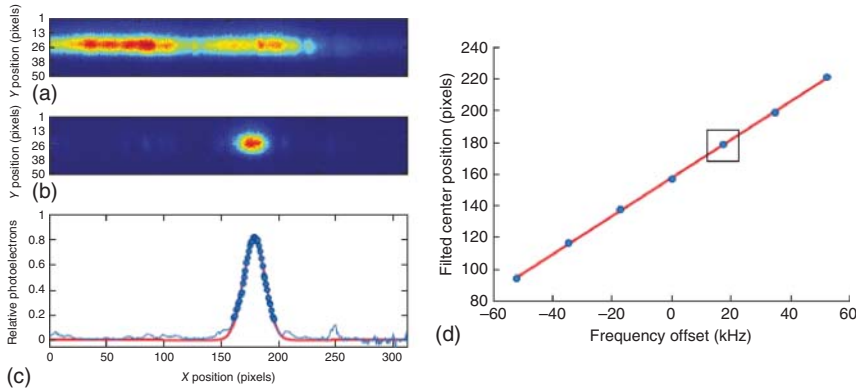 Y position (pixels)
1
13
26
38
50
(a)
Y position (pixels)
1
13
26
38
50
(b)
Relative photoelectrons
1
0.8
0.6
0.4
0.2
0
0 50 100 150 200 250 300
X position (pixels)
(c)
Filted center position (pixels)
240
220
200
180
160
140
120
100
80
−60 −40 −20 0 20 40 60
Frequency offset (kHz)
(d)